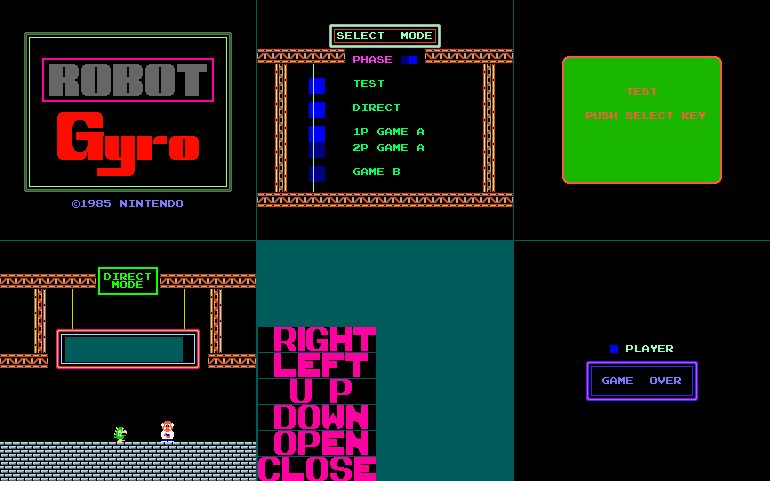 ROBOT
Gyro
©1985 NINTENDO
SELECT MODE
PHASE
TEST
DIRECT
1P GAME A
2P GAME A
GAME B
TEST
PUSH SELECT KEY
DIRECT
MODE
RIGHT
LEFT
UP
DOWN
OPEN
CLOSE
PLAYER
GAME OVER